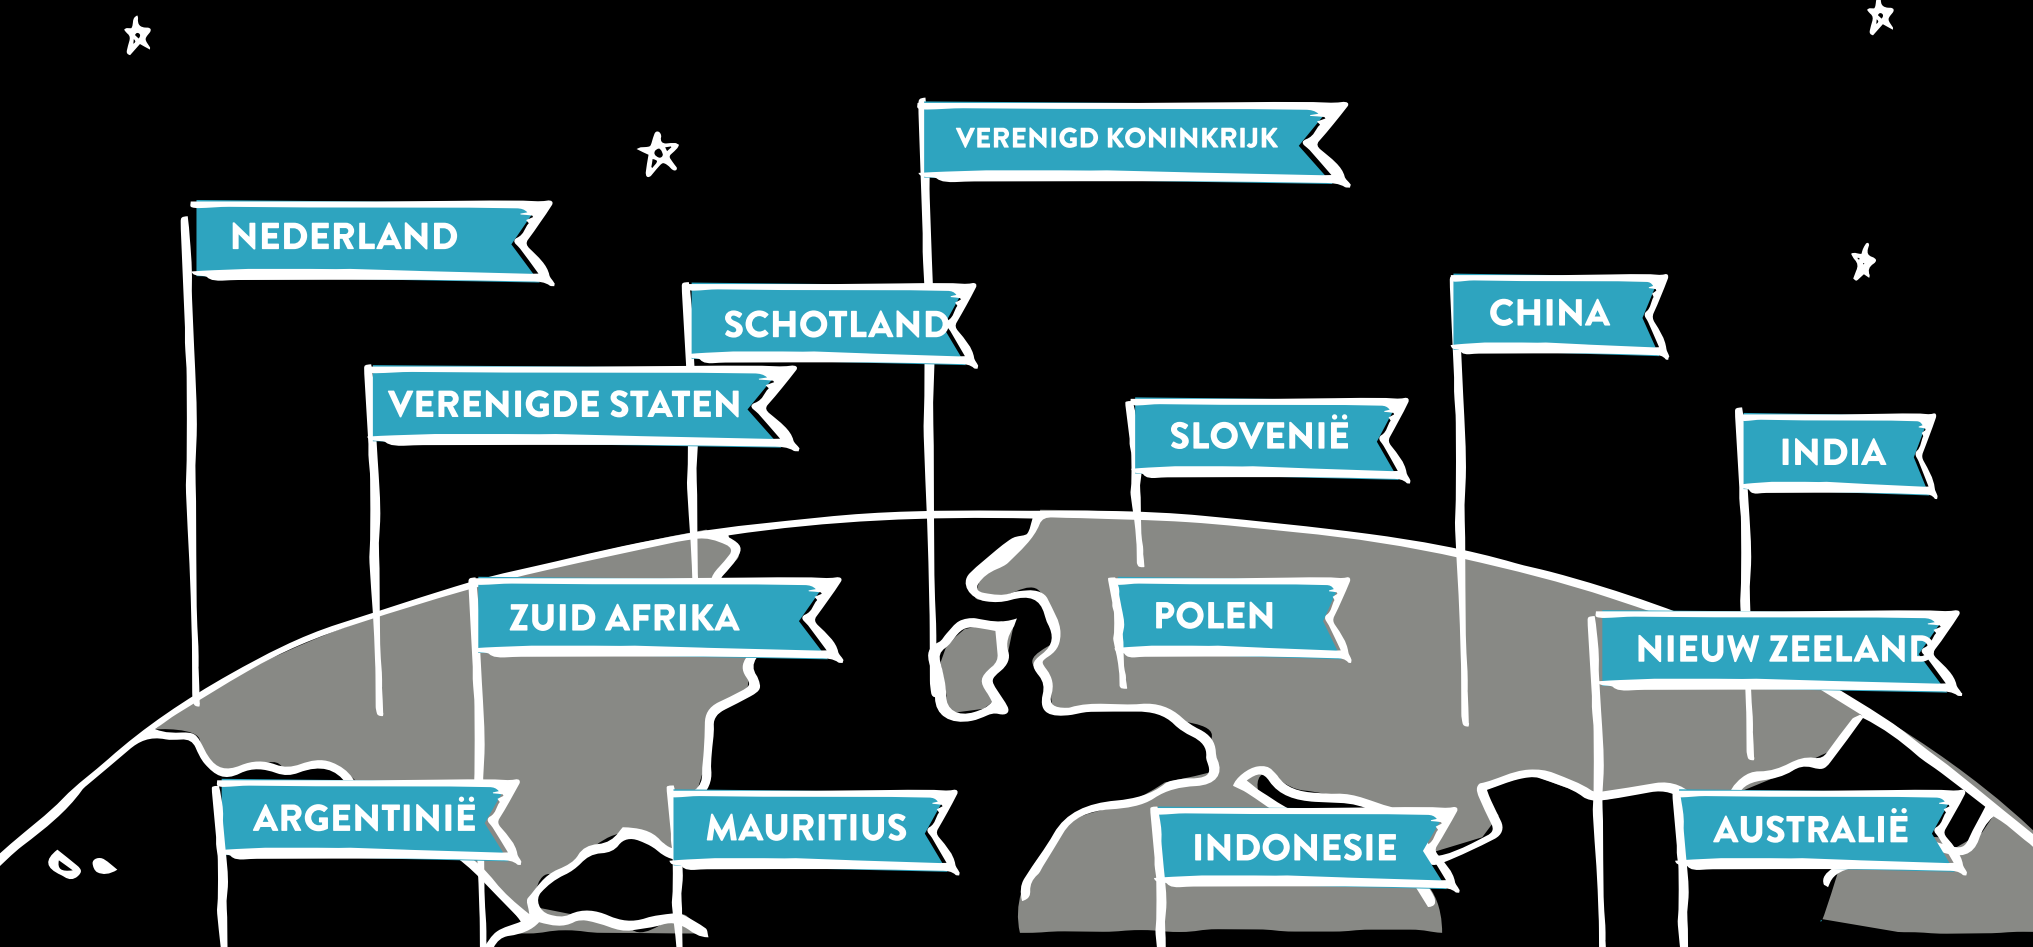 VERENIGD KONINKRIJK
NEDERLAND
SCHOTLAND
CHINA
VERENIGDE STATEN
SLOVENIË
INDIA
ZUID AFRIKA
POLEN
NIEUW ZEELAND
ARGENTINIË
MAURITIUS
INDONESIE
AUSTRALIË